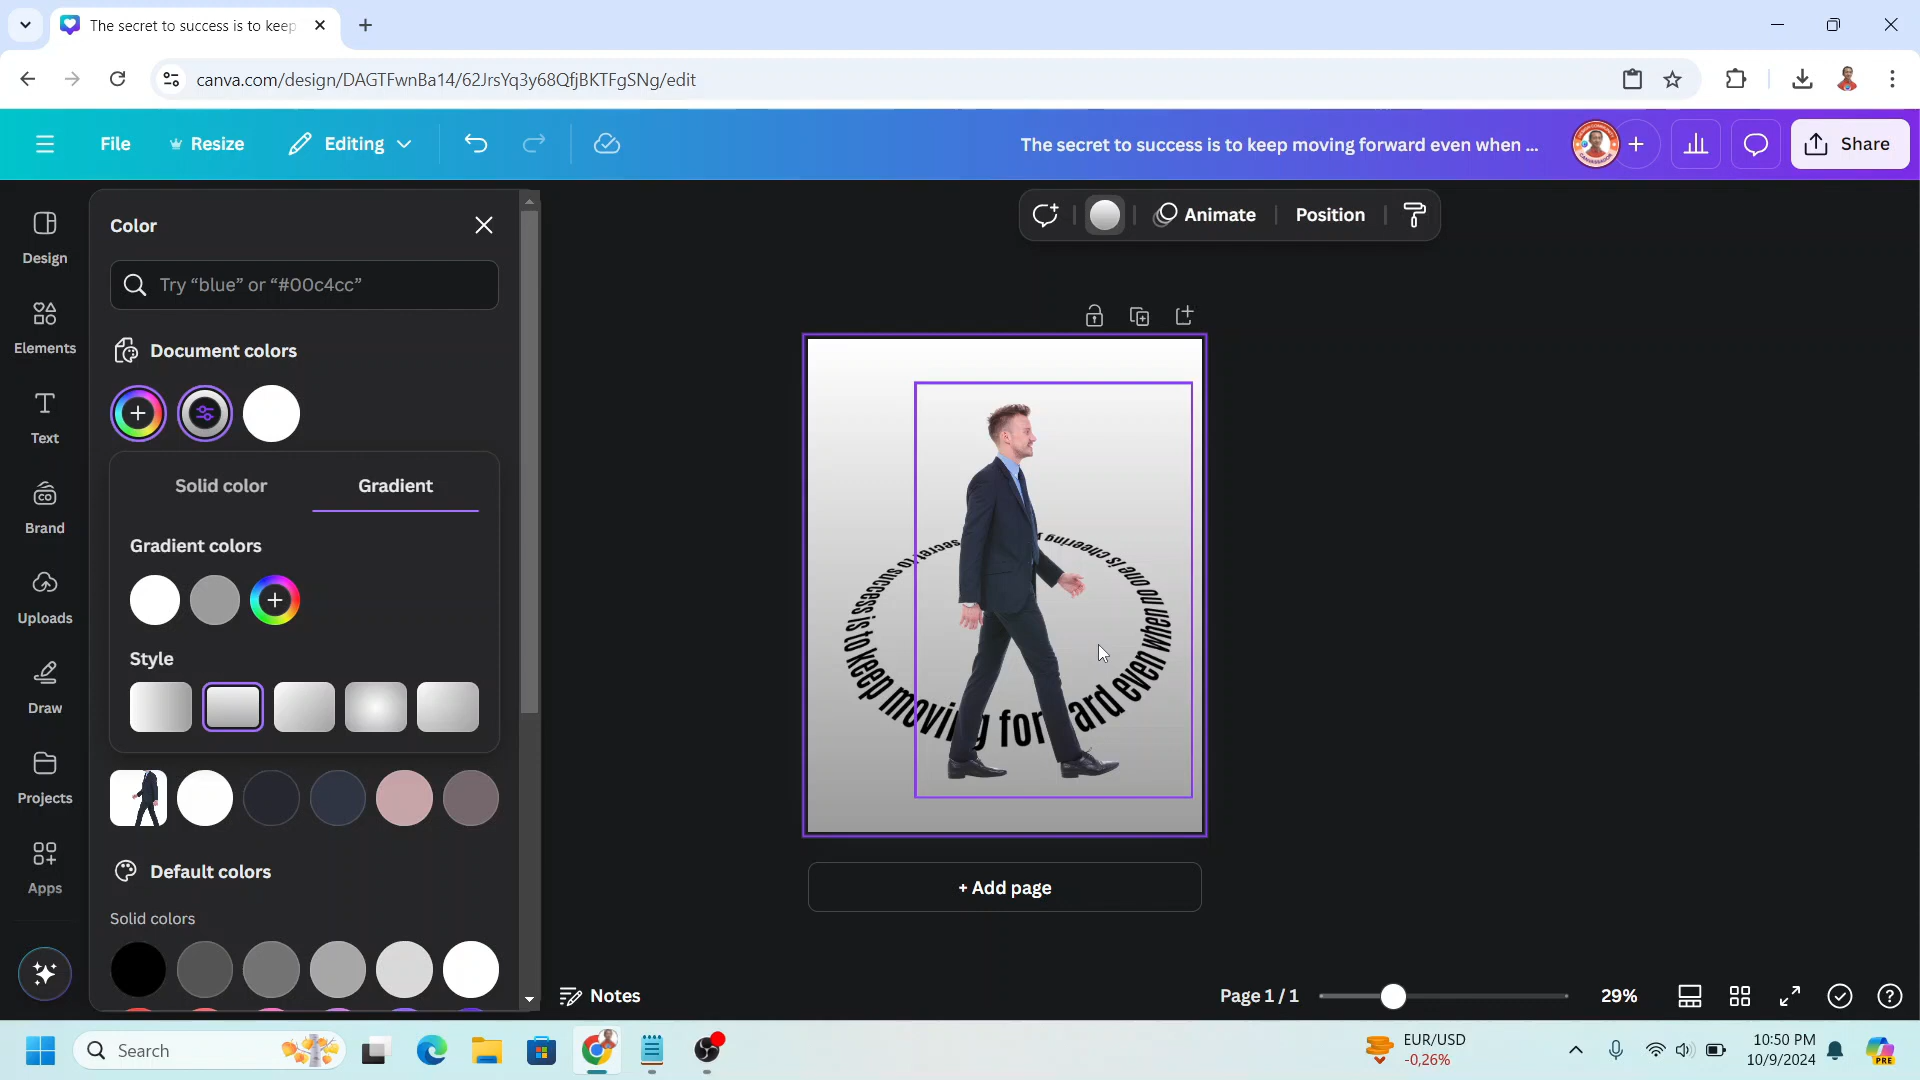 The secret to success is to keep
canva.com/design/DAGTFwnBa14/62JrsYq3y68QfjBKTFgSNg/edit
File
Resize
Editing
The secret to success is to keep moving forward even when ...
Share
Design
Elements
Text
Brand
Uploads
Draw
Projects
Apps
Color
Try “blue” or “#00c4cc”
Document colors
Solid color
Gradient
Gradient colors
Style
Default colors
Solid colors
Animate
Position
secret to success is to keep moving forward even when no one is cheering
+ Add page
Notes
Page 1 / 1
29%
Search
EUR/USD
-0,26%
10:50 PM
10/9/2024
PRE